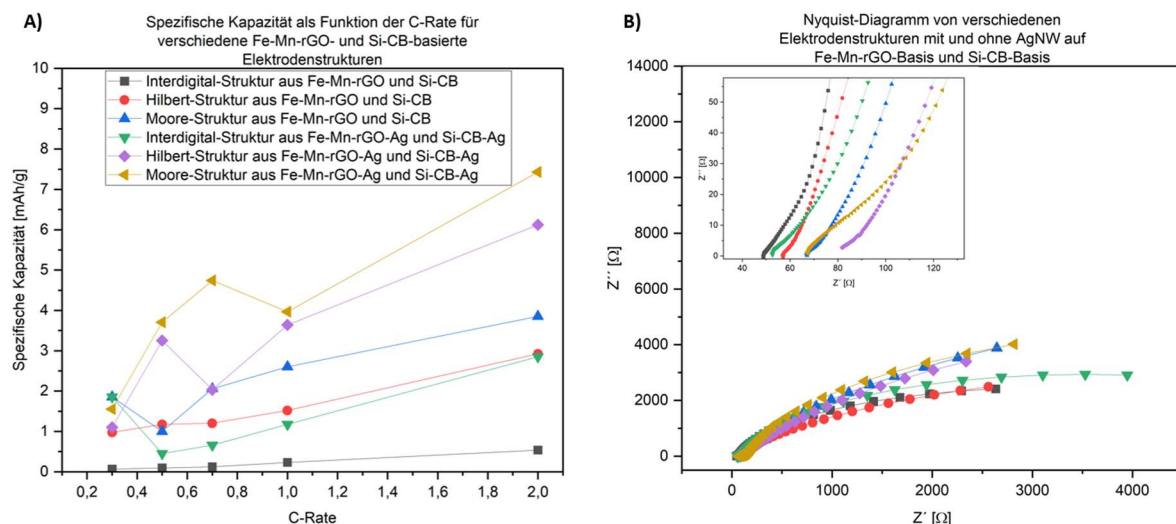 A)
Spezifische Kapazität als Funktion der C-Rate für
verschiedene Fe-Mn-rGO- und Si-CB-basierte
Elektrodenstrukturen
10
9
8
7
6
5
4
3
2
1
0
Spezifische Kapazität [mAh/g]
Interdigital-Struktur aus Fe-Mn-rGO und Si-CB
Hilbert-Struktur aus Fe-Mn-rGO und Si-CB
Moore-Struktur aus Fe-Mn-rGO und Si-CB
Interdigital-Struktur aus Fe-Mn-rGO-Ag und Si-CB-Ag
Hilbert-Struktur aus Fe-Mn-rGO-Ag und Si-CB-Ag
Moore-Struktur aus Fe-Mn-rGO-Ag und Si-CB-Ag
0,2 0,4 0,6 0,8 1,0 1,2 1,4 1,6 1,8 2,0
C-Rate
B)
Nyquist-Diagramm von verschiedenen
Elektrodenstrukturen mit und ohne AgNW auf
Fe-Mn-rGO-Basis und Si-CB-Basis
14000
12000
10000
8000
6000
4000
2000
0
Z´´ [Ω]
50
40
30
20
10
0
Z´´ [Ω]
40 60 80 100 120
Z´ [Ω]
0 1000 2000 3000 4000
Z´ [Ω]